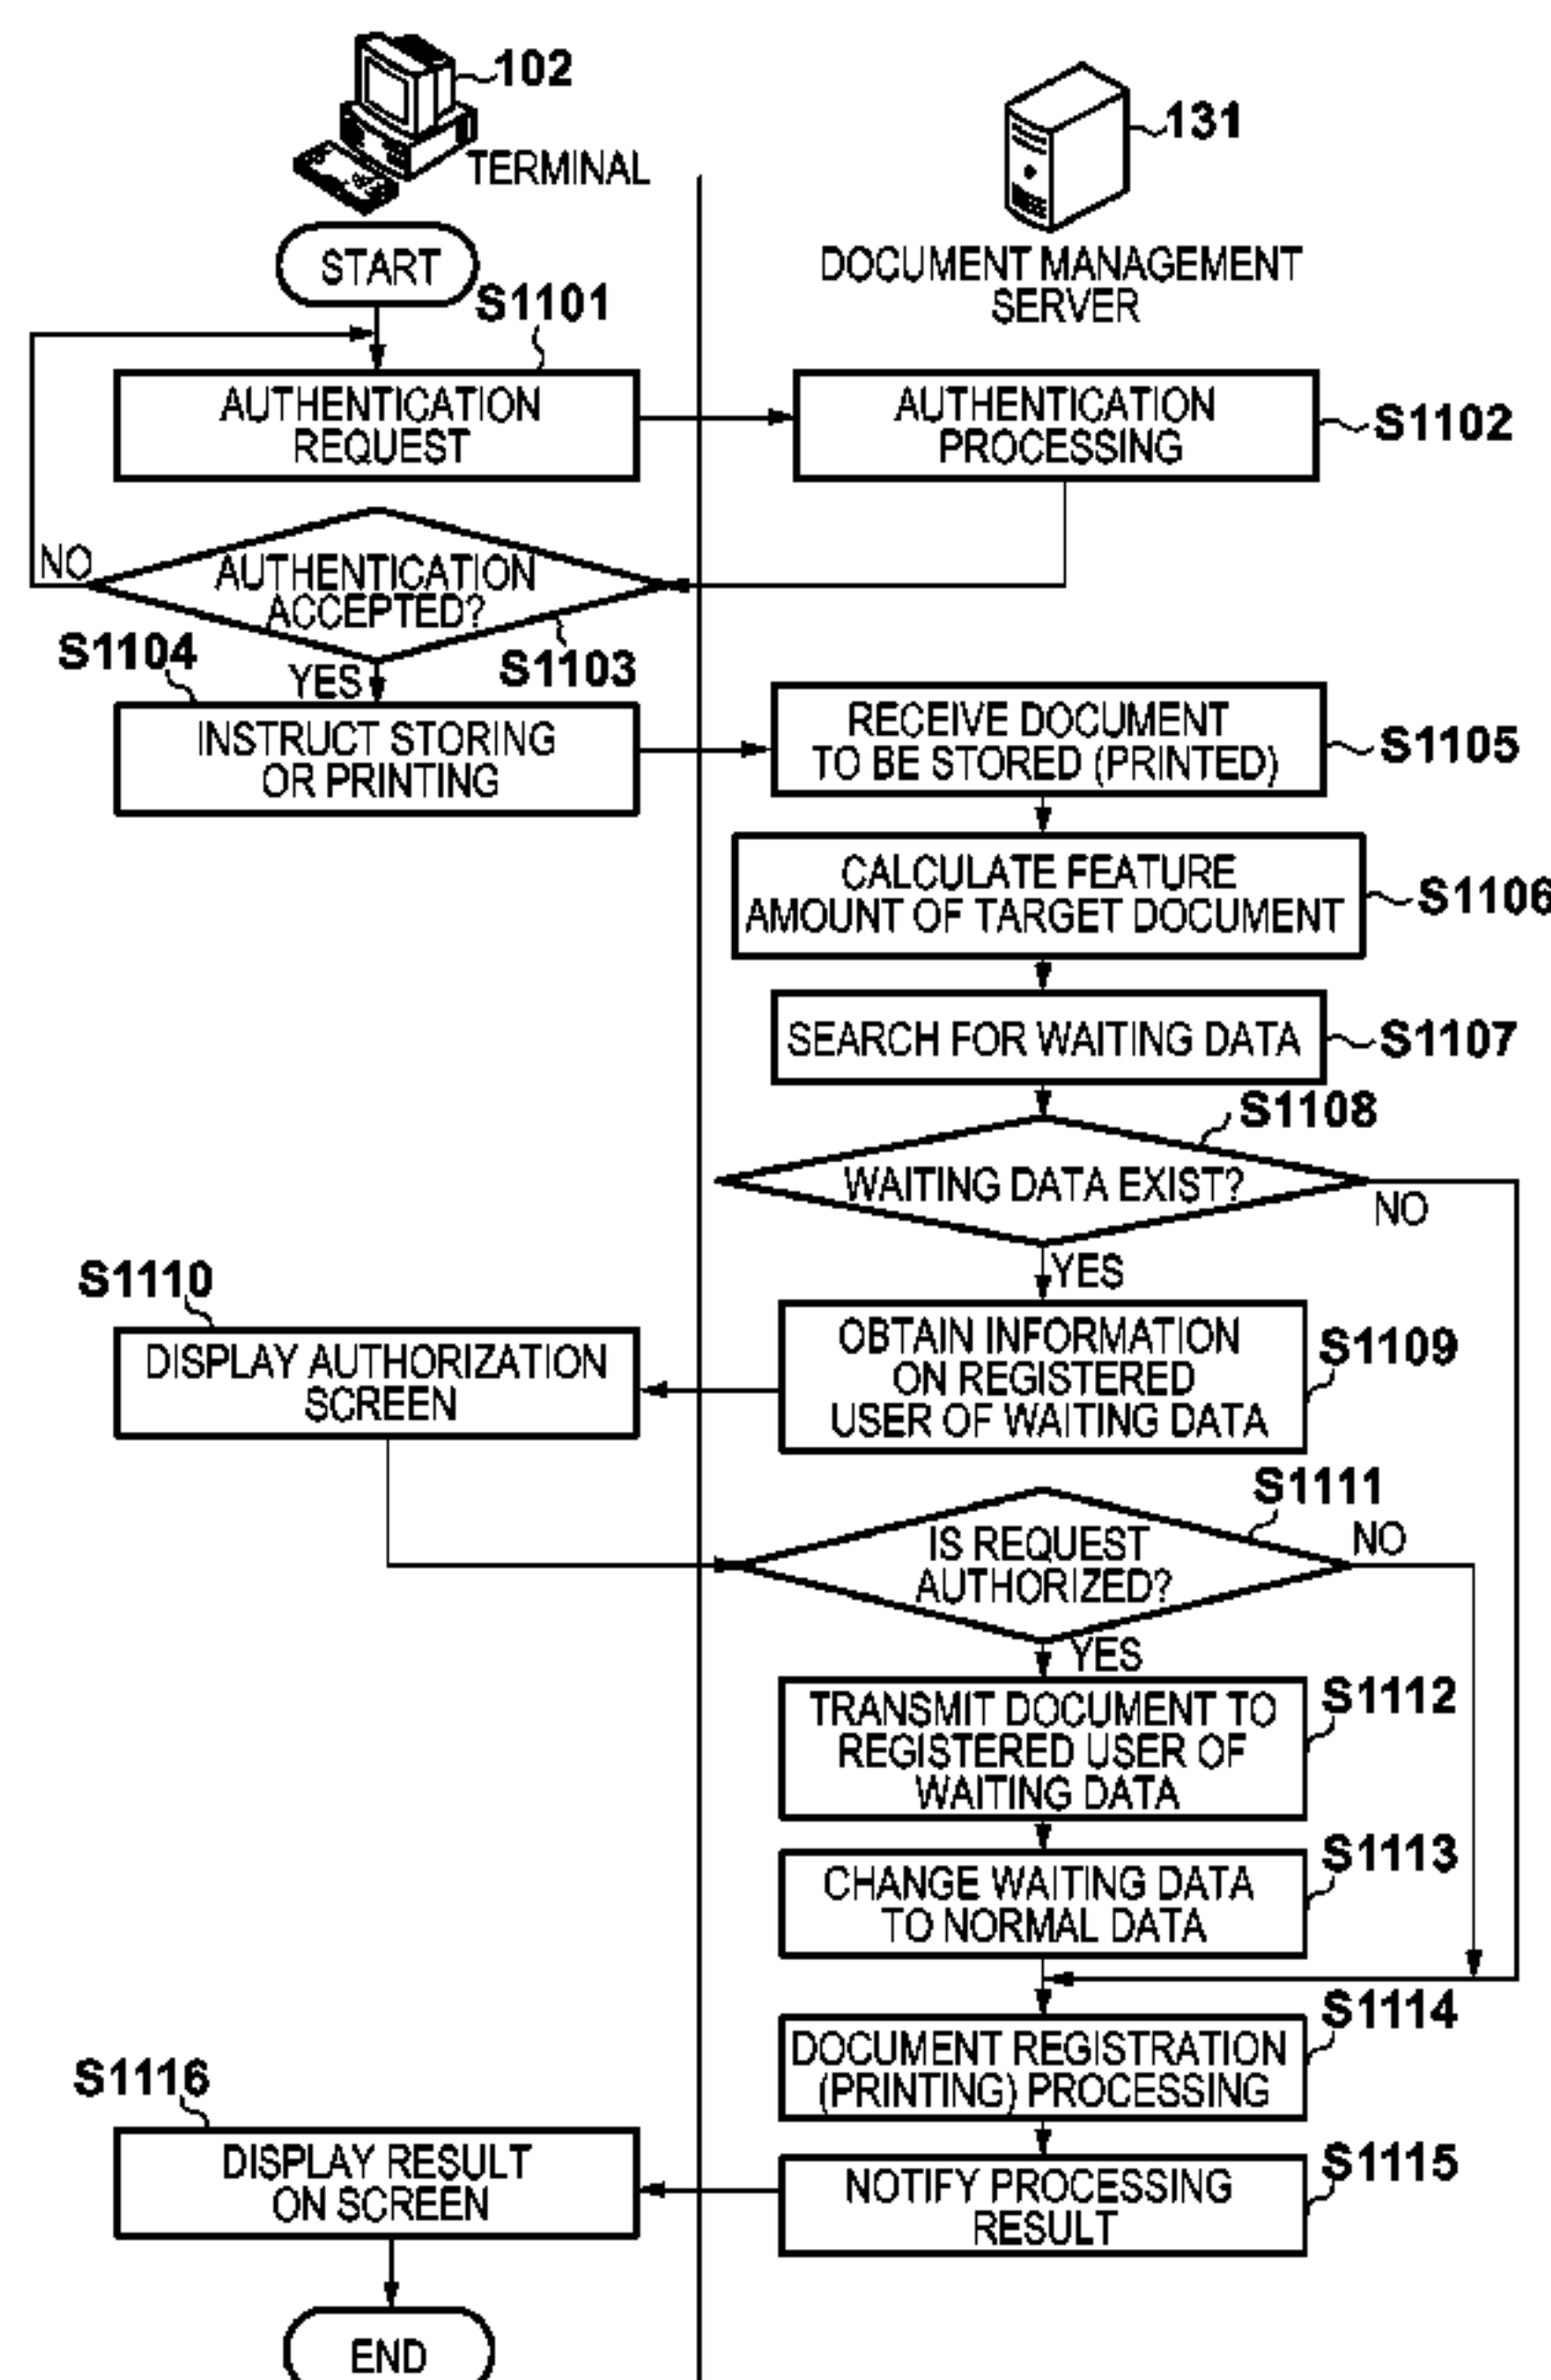 102
TERMINAL
131
DOCUMENT MANAGEMENT
SERVER
START
S1101
AUTHENTICATION
REQUEST
AUTHENTICATION
PROCESSING
S1102
NO
AUTHENTICATION
ACCEPTED?
S1103
S1104
YES
INSTRUCT STORING
OR PRINTING
RECEIVE DOCUMENT
TO BE STORED (PRINTED)
S1105
CALCULATE FEATURE
AMOUNT OF TARGET DOCUMENT
S1106
SEARCH FOR WAITING DATA
S1107
S1108
WAITING DATA EXIST?
NO
YES
S1110
DISPLAY AUTHORIZATION
SCREEN
OBTAIN INFORMATION
ON REGISTERED
USER OF WAITING DATA
S1109
S1111
IS REQUEST
AUTHORIZED?
NO
YES
TRANSMIT DOCUMENT TO
REGISTERED USER OF
WAITING DATA
S1112
CHANGE WAITING DATA
TO NORMAL DATA
S1113
S1114
DOCUMENT REGISTRATION
(PRINTING) PROCESSING
S1116
DISPLAY RESULT
ON SCREEN
S1115
NOTIFY PROCESSING
RESULT
END